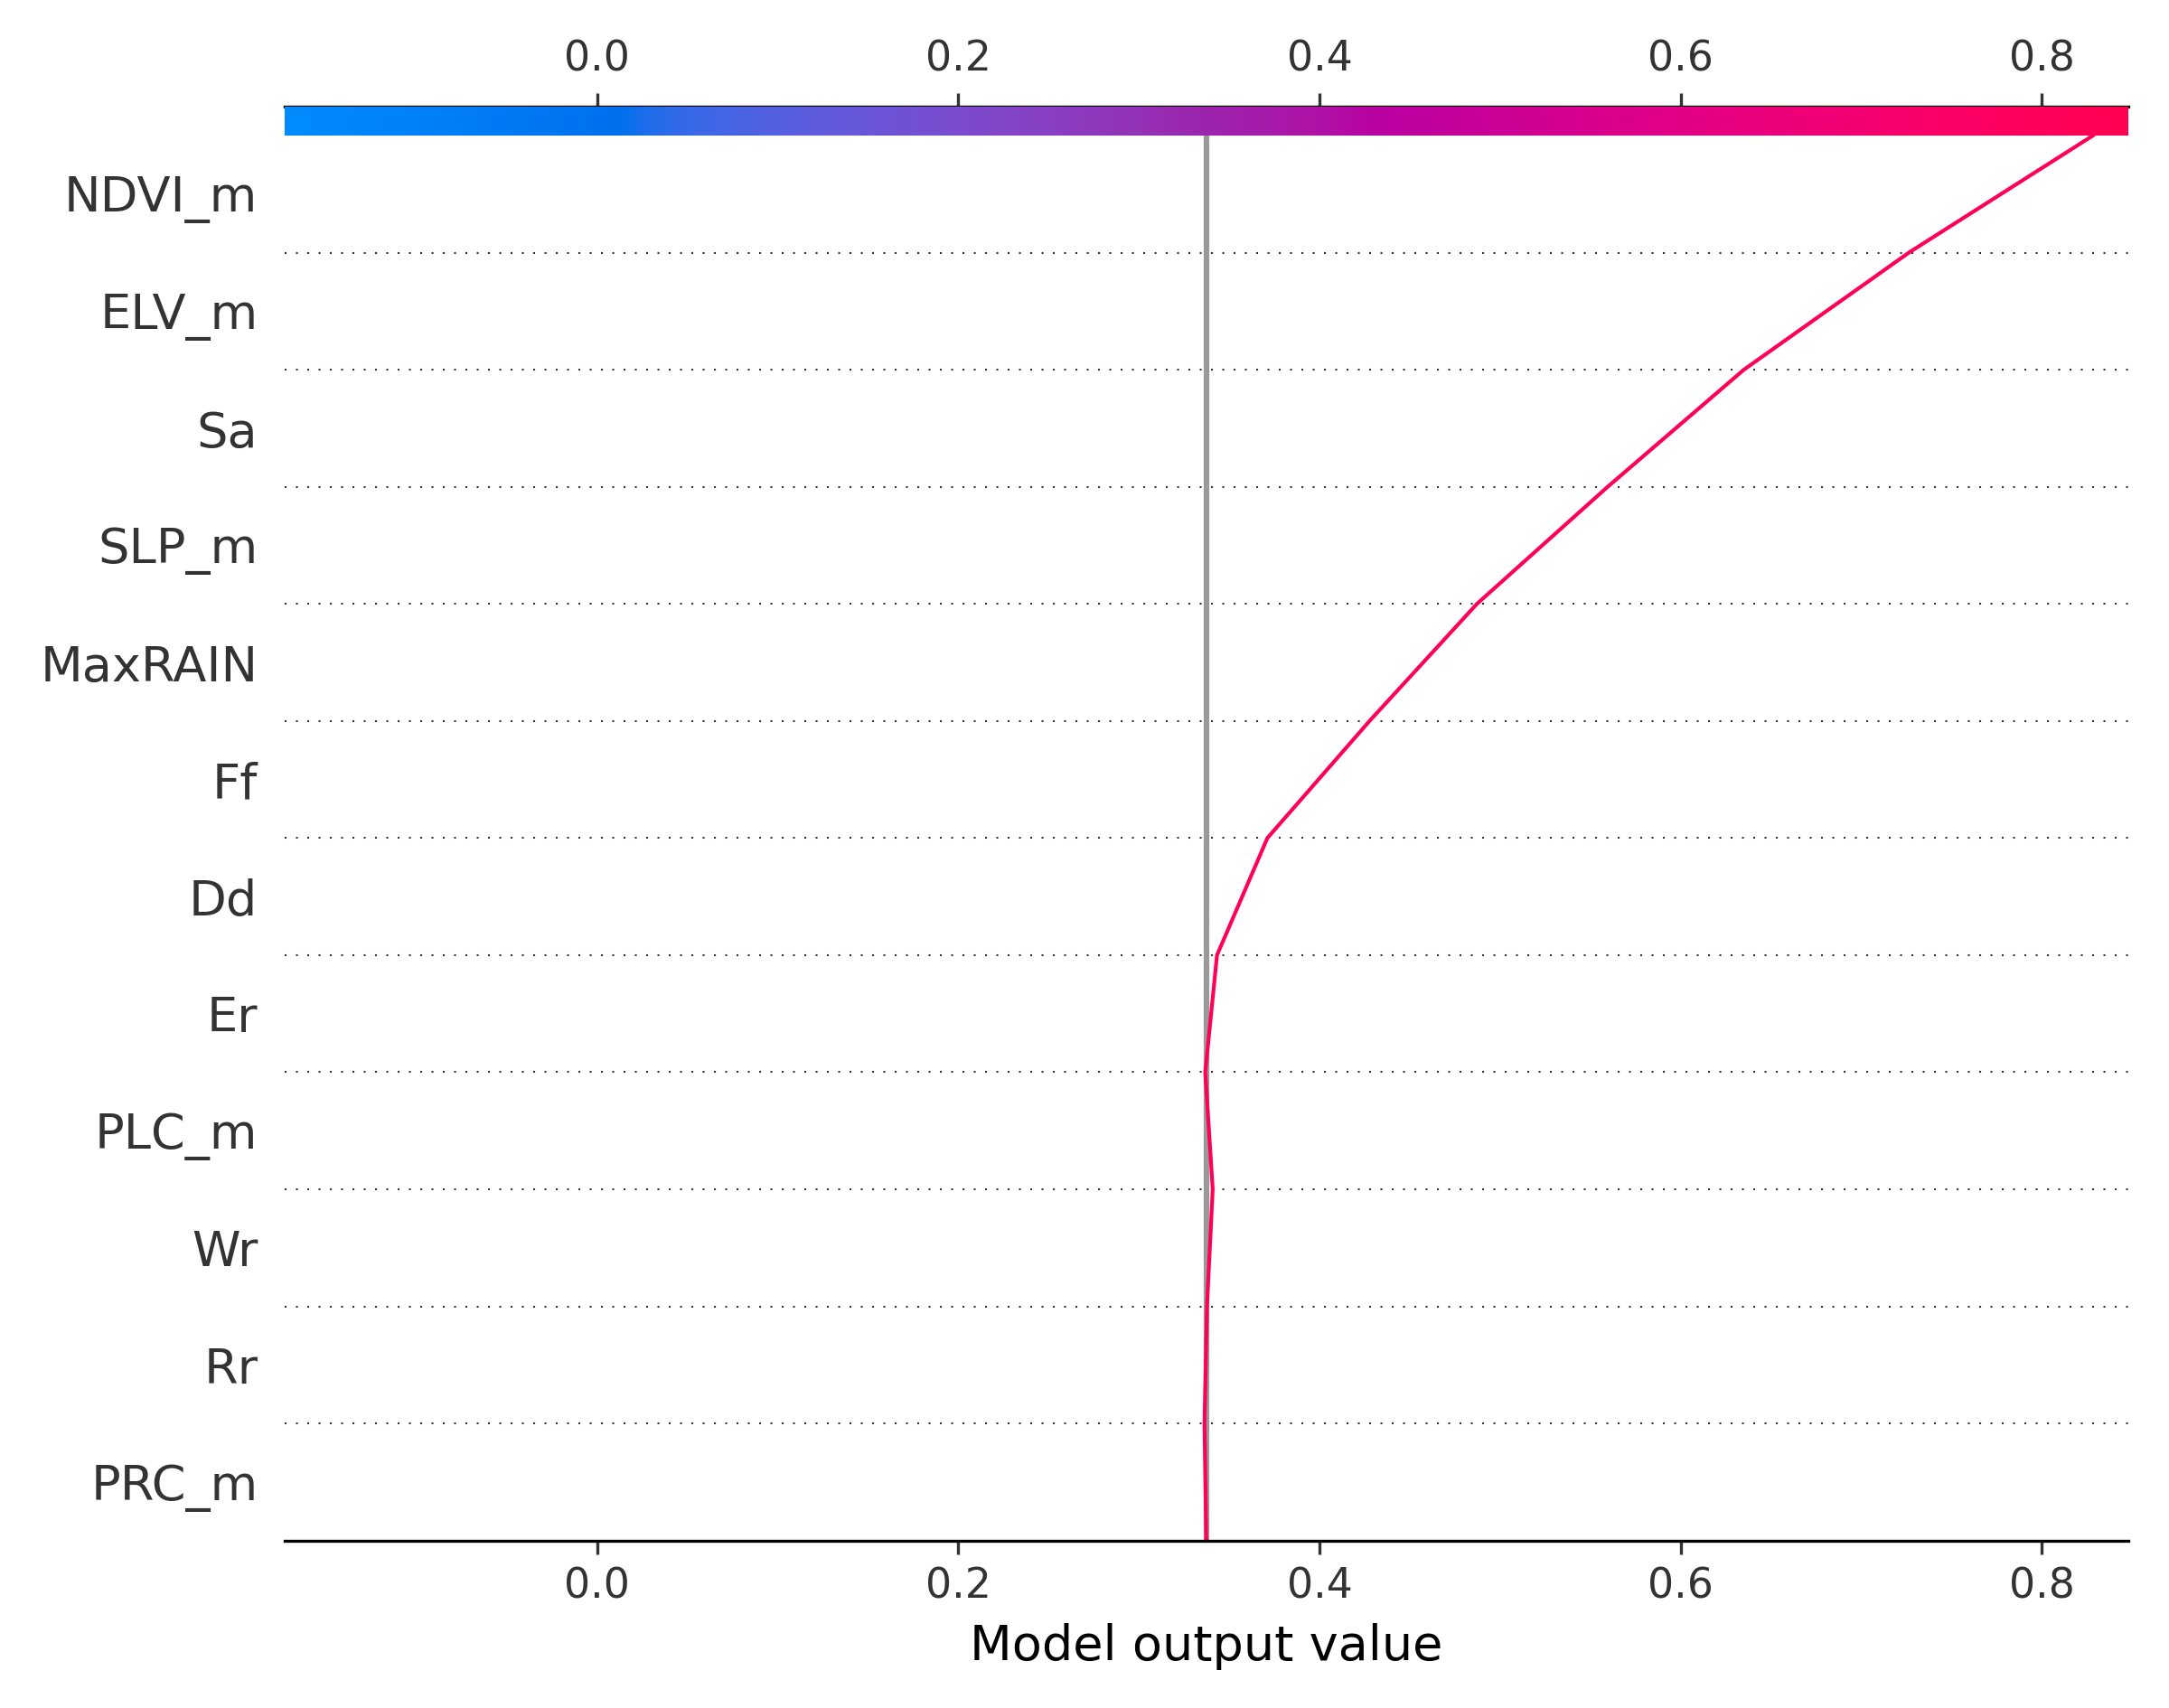 0.0 0.2 0.4 0.6 0.8
NDVI_m
ELV_m
Sa
SLP_m
MaxRAIN
Ff
Dd
Er
PLC_m
Wr
Rr
PRC_m
0.0 0.2 0.4 0.6 0.8
Model output value